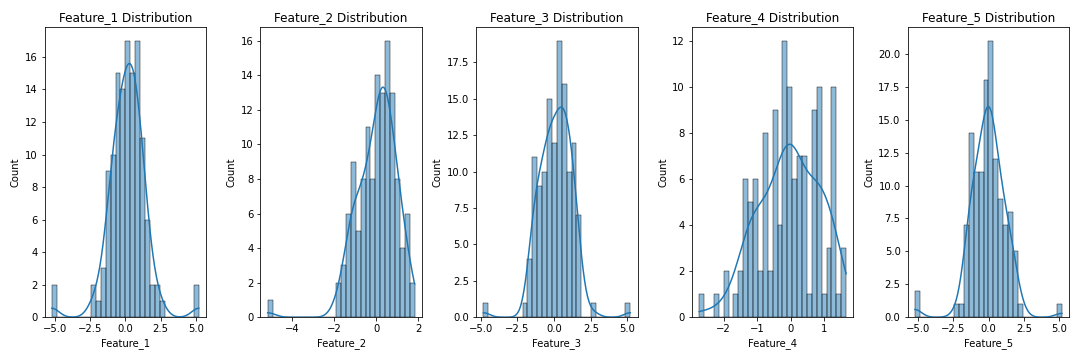 Feature_1 Distribution
Count
16
14
12
10
8
6
4
2
0
−5.0 −2.5 0.0 2.5 5.0
Feature_1
Feature_2 Distribution
Count
16
14
12
10
8
6
4
2
0
−4 −2 0 2
Feature_2
Feature_3 Distribution
Count
17.5
15.0
12.5
10.0
7.5
5.0
2.5
0.0
−5.0 −2.5 0.0 2.5 5.0
Feature_3
Feature_4 Distribution
Count
12
10
8
6
4
2
0
−2 −1 0 1
Feature_4
Feature_5 Distribution
Count
20.0
17.5
15.0
12.5
10.0
7.5
5.0
2.5
0.0
−5.0 −2.5 0.0 2.5 5.0
Feature_5